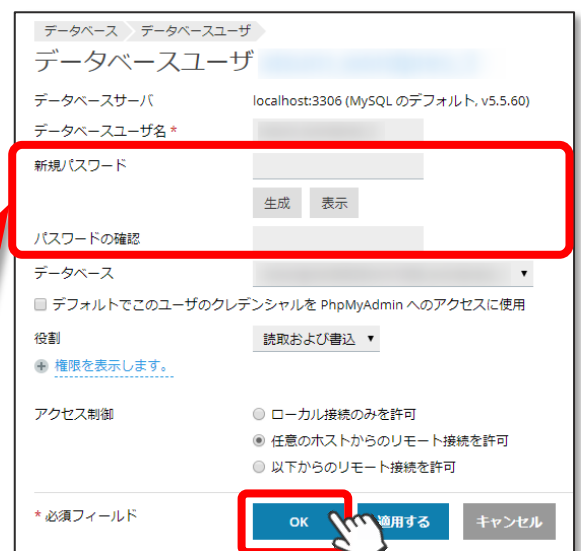 データベース データベースユーザ
データベースユーザ
データベースサーバ localhost:3306 (MySQL のデフォルト, v5.5.60)
データベースユーザ名 *
新規パスワード
生成 表示
パスワードの確認
データベース
デフォルトでこのユーザのクレデンシャルを PhpMyAdmin へのアクセスに使用
役割 読取および書込
権限を表示します。
アクセス制御 ローカル接続のみを許可
任意のホストからのリモート接続を許可
以下からのリモート接続を許可
* 必須フィールド OK 適用する キャンセル